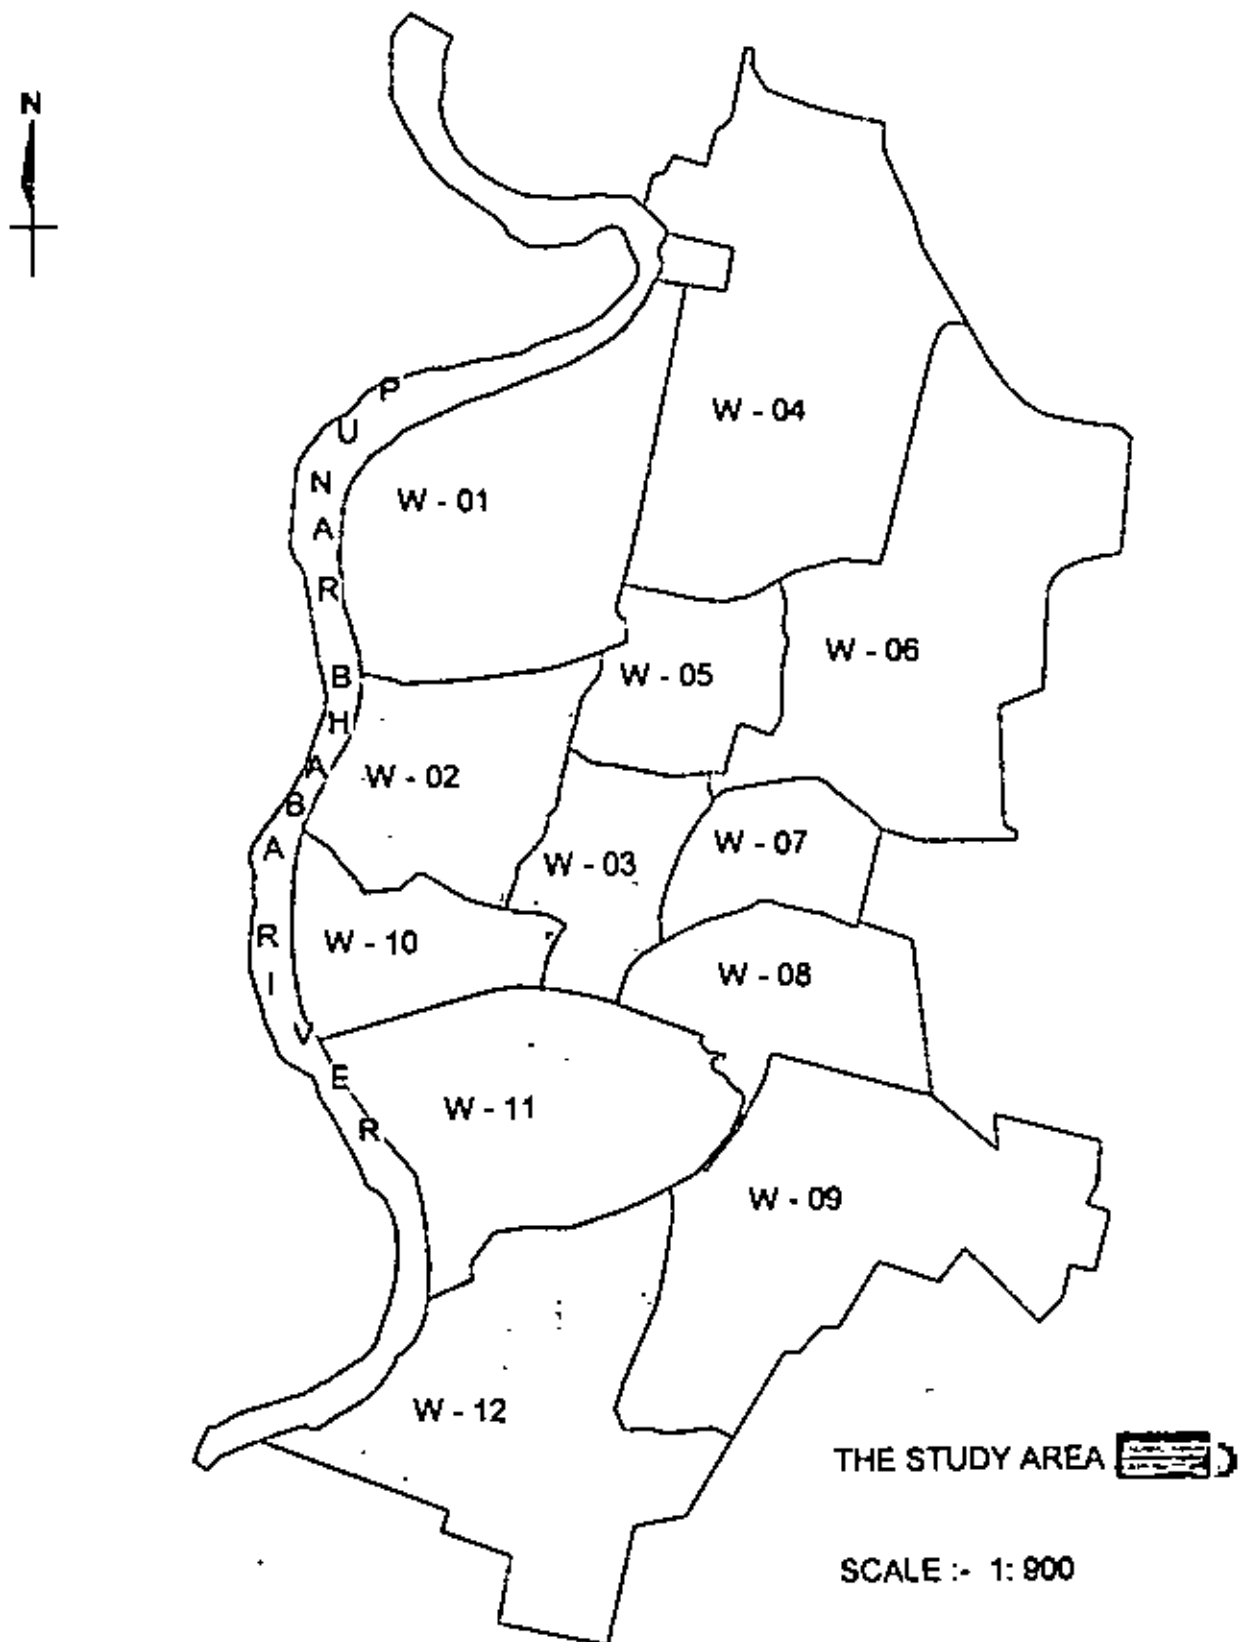 N
PUNARBHABA RIVER
W - 04
W - 01
W - 06
W - 05
W - 02
W - 07
W - 03
W - 10
W - 08
W - 11
W - 09
W - 12
THE STUDY AREA
SCALE :- 1: 900